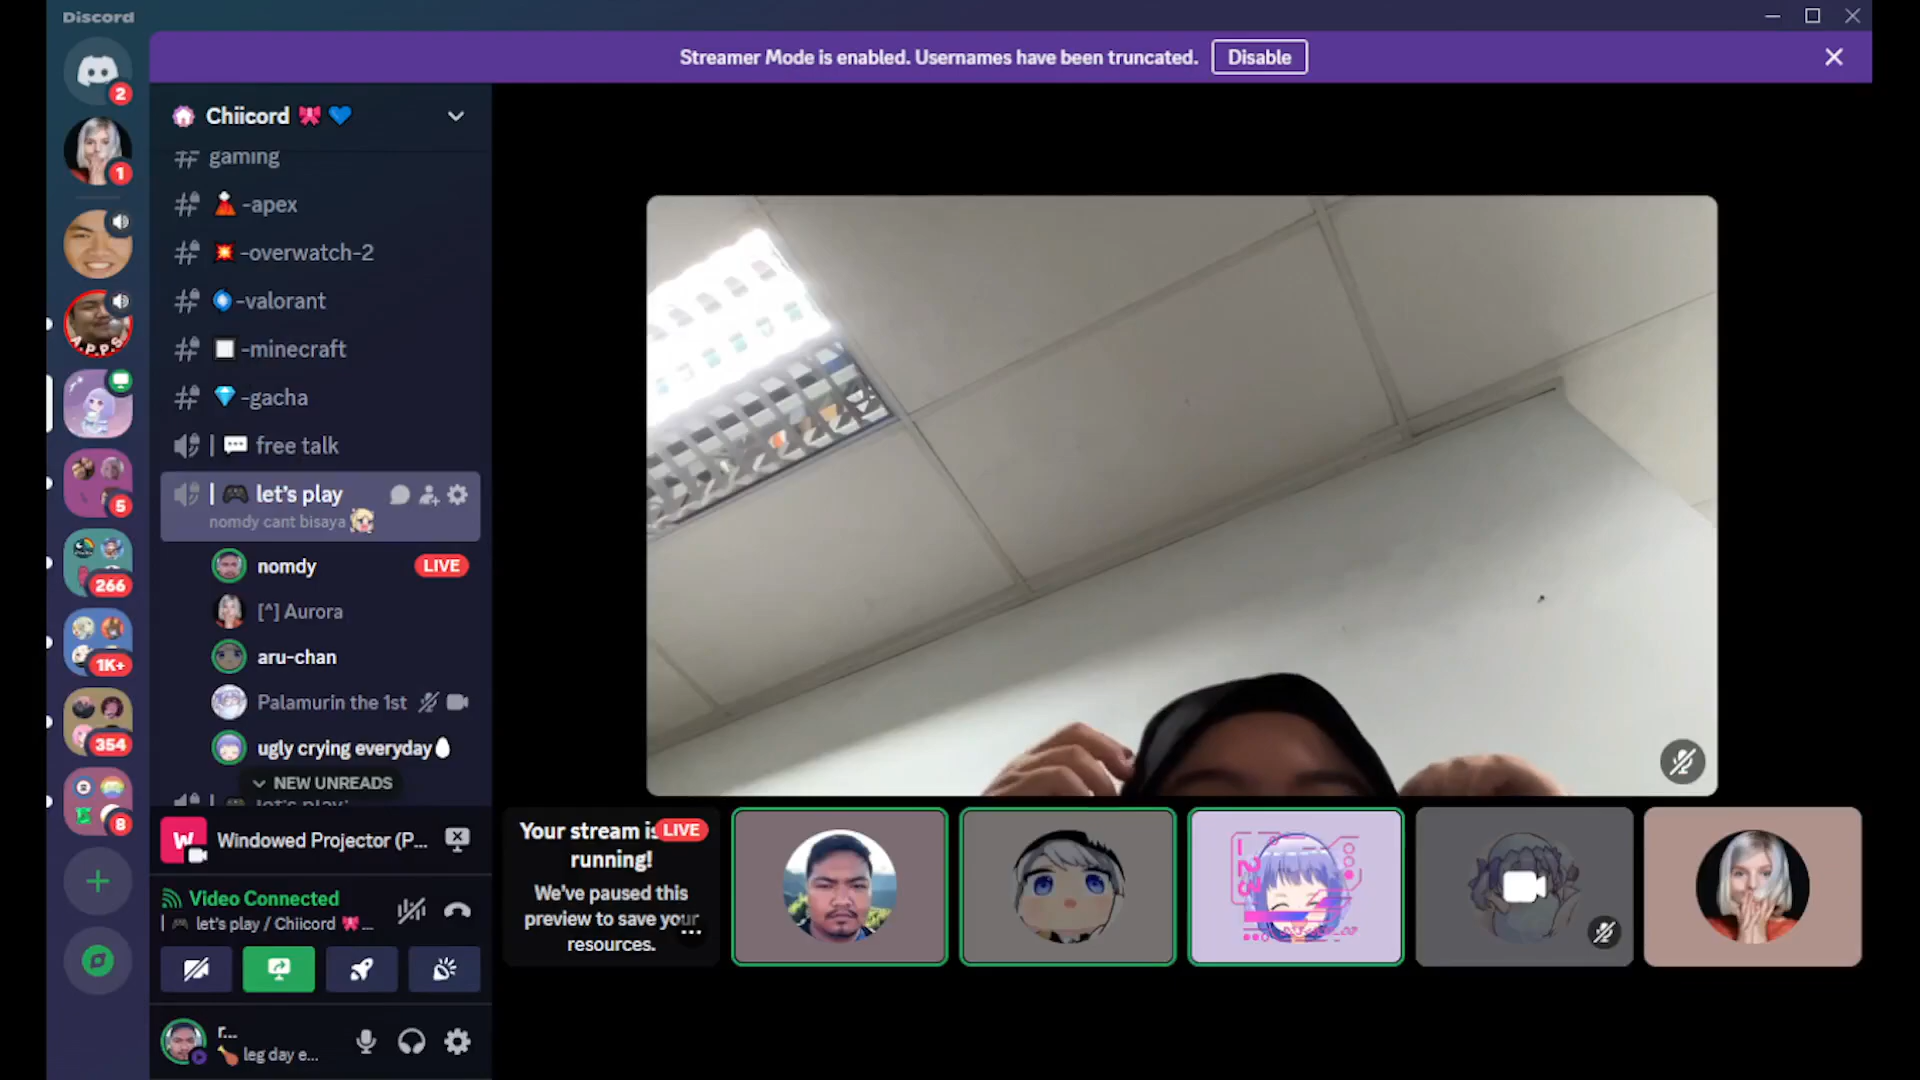 Discord
Streamer Mode is enabled. Usernames have been truncated.
Disable
2
1
A.P.P.S
5
266
1K+
354
8
Chiicord
gaming
-apex
-overwatch-2
-valorant
-minecraft
-gacha
| free talk
| let's play
nomdy cant bisaya
nomdy
LIVE
[^] Aurora
aru-chan
Palamurin the 1st
ugly crying everyday
NEW UNREADS
W
Windowed Projector (P...
Video Connected
| let's play / Chiicord ...
r...
leg day e...
Your stream is
LIVE
running!
We've paused this
preview to save your
resources.
...
123